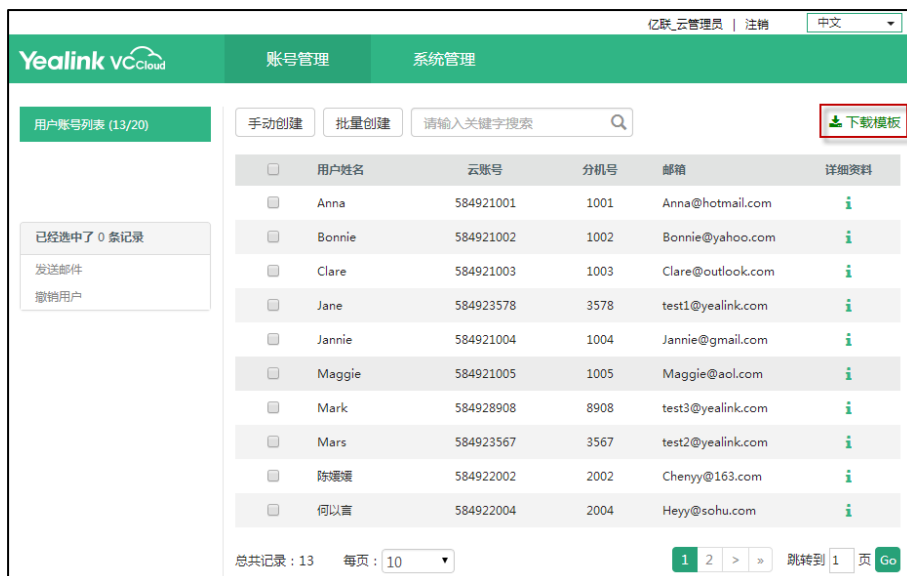 亿联_云管理员 | 注销 中文
Yealink VCCloud 账号管理 系统管理
用户账号列表 (13/20) 手动创建 批量创建 请输入关键字搜索 下载模板
用户姓名 云账号 分机号 邮箱 详细资料
Anna 584921001 1001 Anna@hotmail.com
已经选中了 0 条记录 Bonnie 584921002 1002 Bonnie@yahoo.com
发送邮件 Clare 584921003 1003 Clare@outlook.com
撤销用户 Jane 584923578 3578 test1@yealink.com
Jannie 584921004 1004 Jannie@gmail.com
Maggie 584921005 1005 Maggie@aol.com
Mark 584928908 8908 test3@yealink.com
Mars 584923567 3567 test2@yealink.com
陈媛媛 584922002 2002 Chenyy@163.com
何以言 584922004 2004 Heyy@sohu.com
总共记录：13 每页：10 1 2 > » 跳转到 1 页 Go